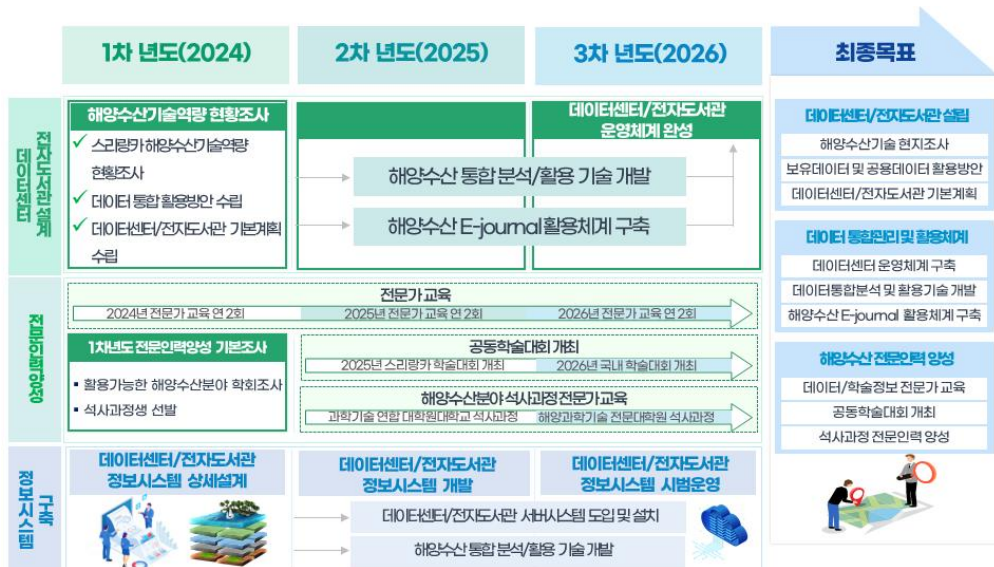 1차 년도(2024)
2차 년도(2025)
3차 년도(2026)
최종목표
전자도서관 설계
데이터센터
해양수산기술역량 현황조사
스리랑카 해양수산기술역량
현황조사
데이터 통합 활용방안 수립
데이터센터/전자도서관 기본계획
수립
데이터센터/전자도서관
운영체계 완성
해양수산 통합 분석/활용 기술 개발
해양수산 E-journal 활용체계 구축
전문인력양성
전문가 교육
2024년 전문가 교육 연 2회
2025년 전문가 교육 연 2회
2026년 전문가 교육 연 2회
1차년도 전문인력양성 기본조사
활용가능한 해양수산분야 학회조사
석사과정생 선발
공동학술대회 개최
2025년 스리랑카 학술대회 개최
2026년 국내 학술대회 개최
해양수산분야 석사과정 전문가 교육
과학기술 연합 대학원대학교 석사과정
해양과학기술 전문대학원 석사과정
정보시스템
구축
데이터센터/전자도서관
정보시스템 상세설계
데이터센터/전자도서관
정보시스템 개발
데이터센터/전자도서관
정보시스템 시범운영
데이터센터/전자도서관 서버시스템 도입 및 설치
해양수산 통합 분석/활용 기술 개발
데이터센터/전자도서관 설립
해양수산기술 현지조사
보유데이터 및 공용데이터 활용방안
데이터센터/전자도서관 기본계획
데이터 통합관리 및 활용체계
데이터센터 운영체계 구축
데이터통합분석 및 활용기술 개발
해양수산 E-journal 활용체계 구축
해양수산 전문인력 양성
데이터/학술정보 전문가 교육
공동학술대회 개최
석사과정 전문인력 양성